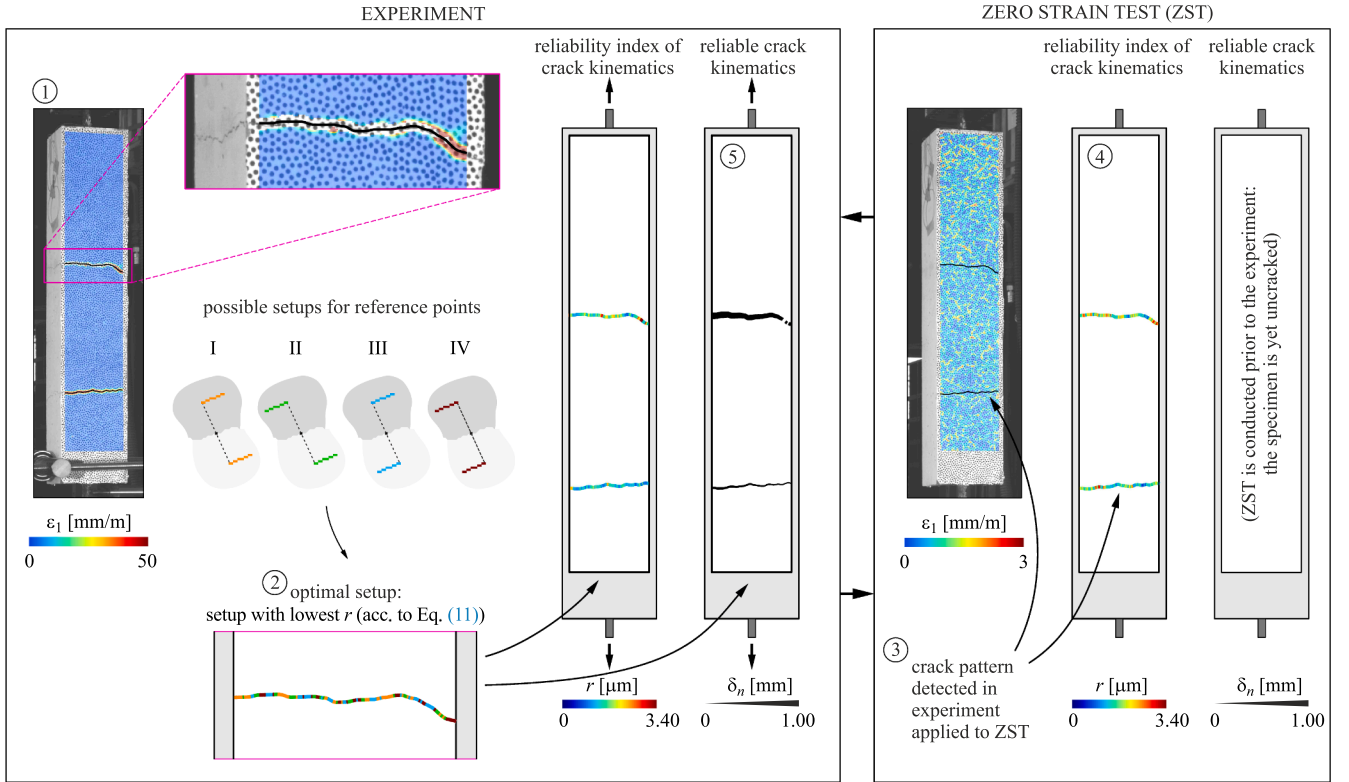 EXPERIMENT
reliability index of
crack kinematics
reliable crack
kinematics
1
5
possible setups for reference points
I II III IV
ε1 [mm/m]
0 50
2 optimal setup:
setup with lowest r (acc. to Eq. (11))
r [μm]
0 3.40
δn [mm]
0 1.00
ZERO STRAIN TEST (ZST)
reliability index of
crack kinematics
reliable crack
kinematics
4
(ZST is conducted prior to the experiment:
the specimen is yet uncracked)
ε1 [mm/m]
0 3
3 crack pattern
detected in
experiment
applied to ZST
r [μm]
0 3.40
δn [mm]
0 1.00